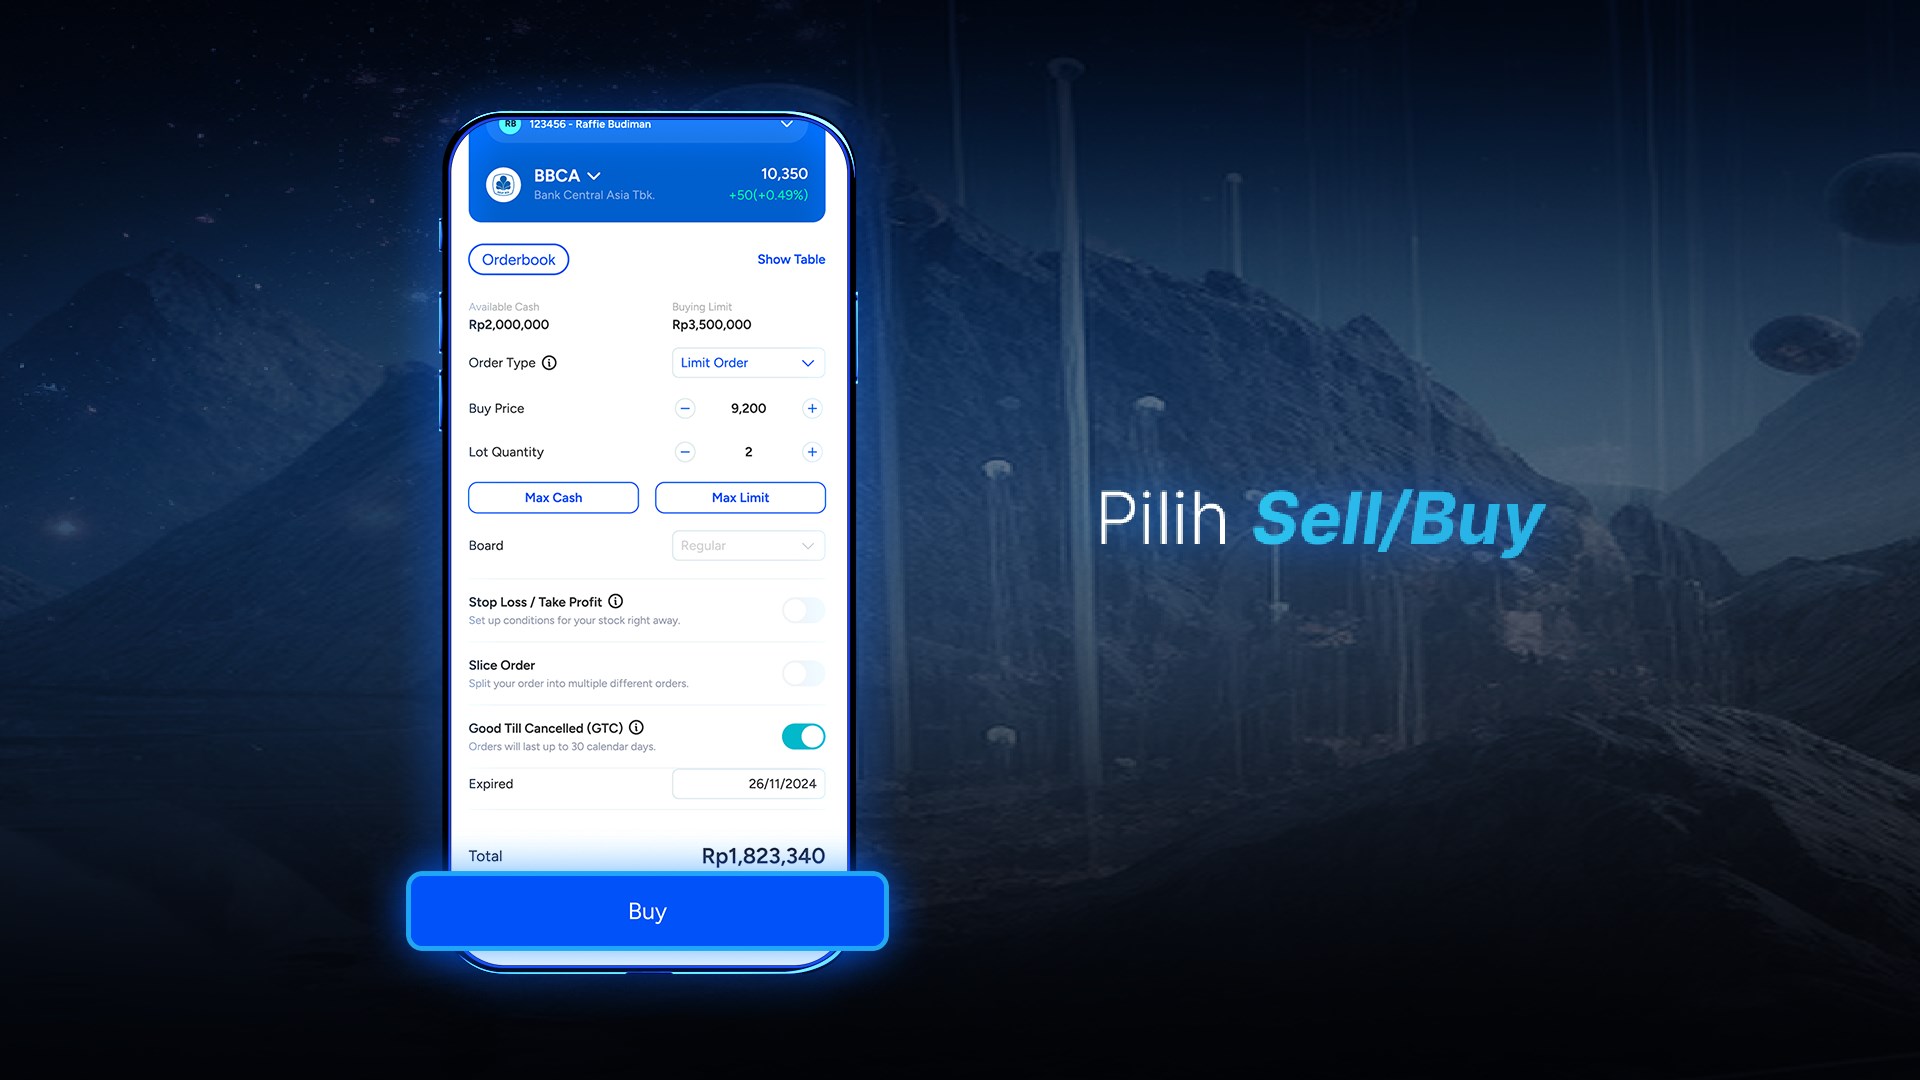 RB 123456 - Raffie Budiman
BBCA 10,350
Bank Central Asia Tbk. +50(+0.49%)
Orderbook Show Table
Available Cash Buying Limit
Rp2,000,000 Rp3,500,000
Order Type Limit Order
Buy Price 9,200
Lot Quantity 2
Max Cash Max Limit
Board Regular
Stop Loss / Take Profit
Set up conditions for your stock right away.
Slice Order
Split your order into multiple different orders.
Good Till Cancelled (GTC)
Orders will last up to 30 calendar days.
Expired 26/11/2024
Total Rp1,823,340
Buy
Pilih Sell/Buy